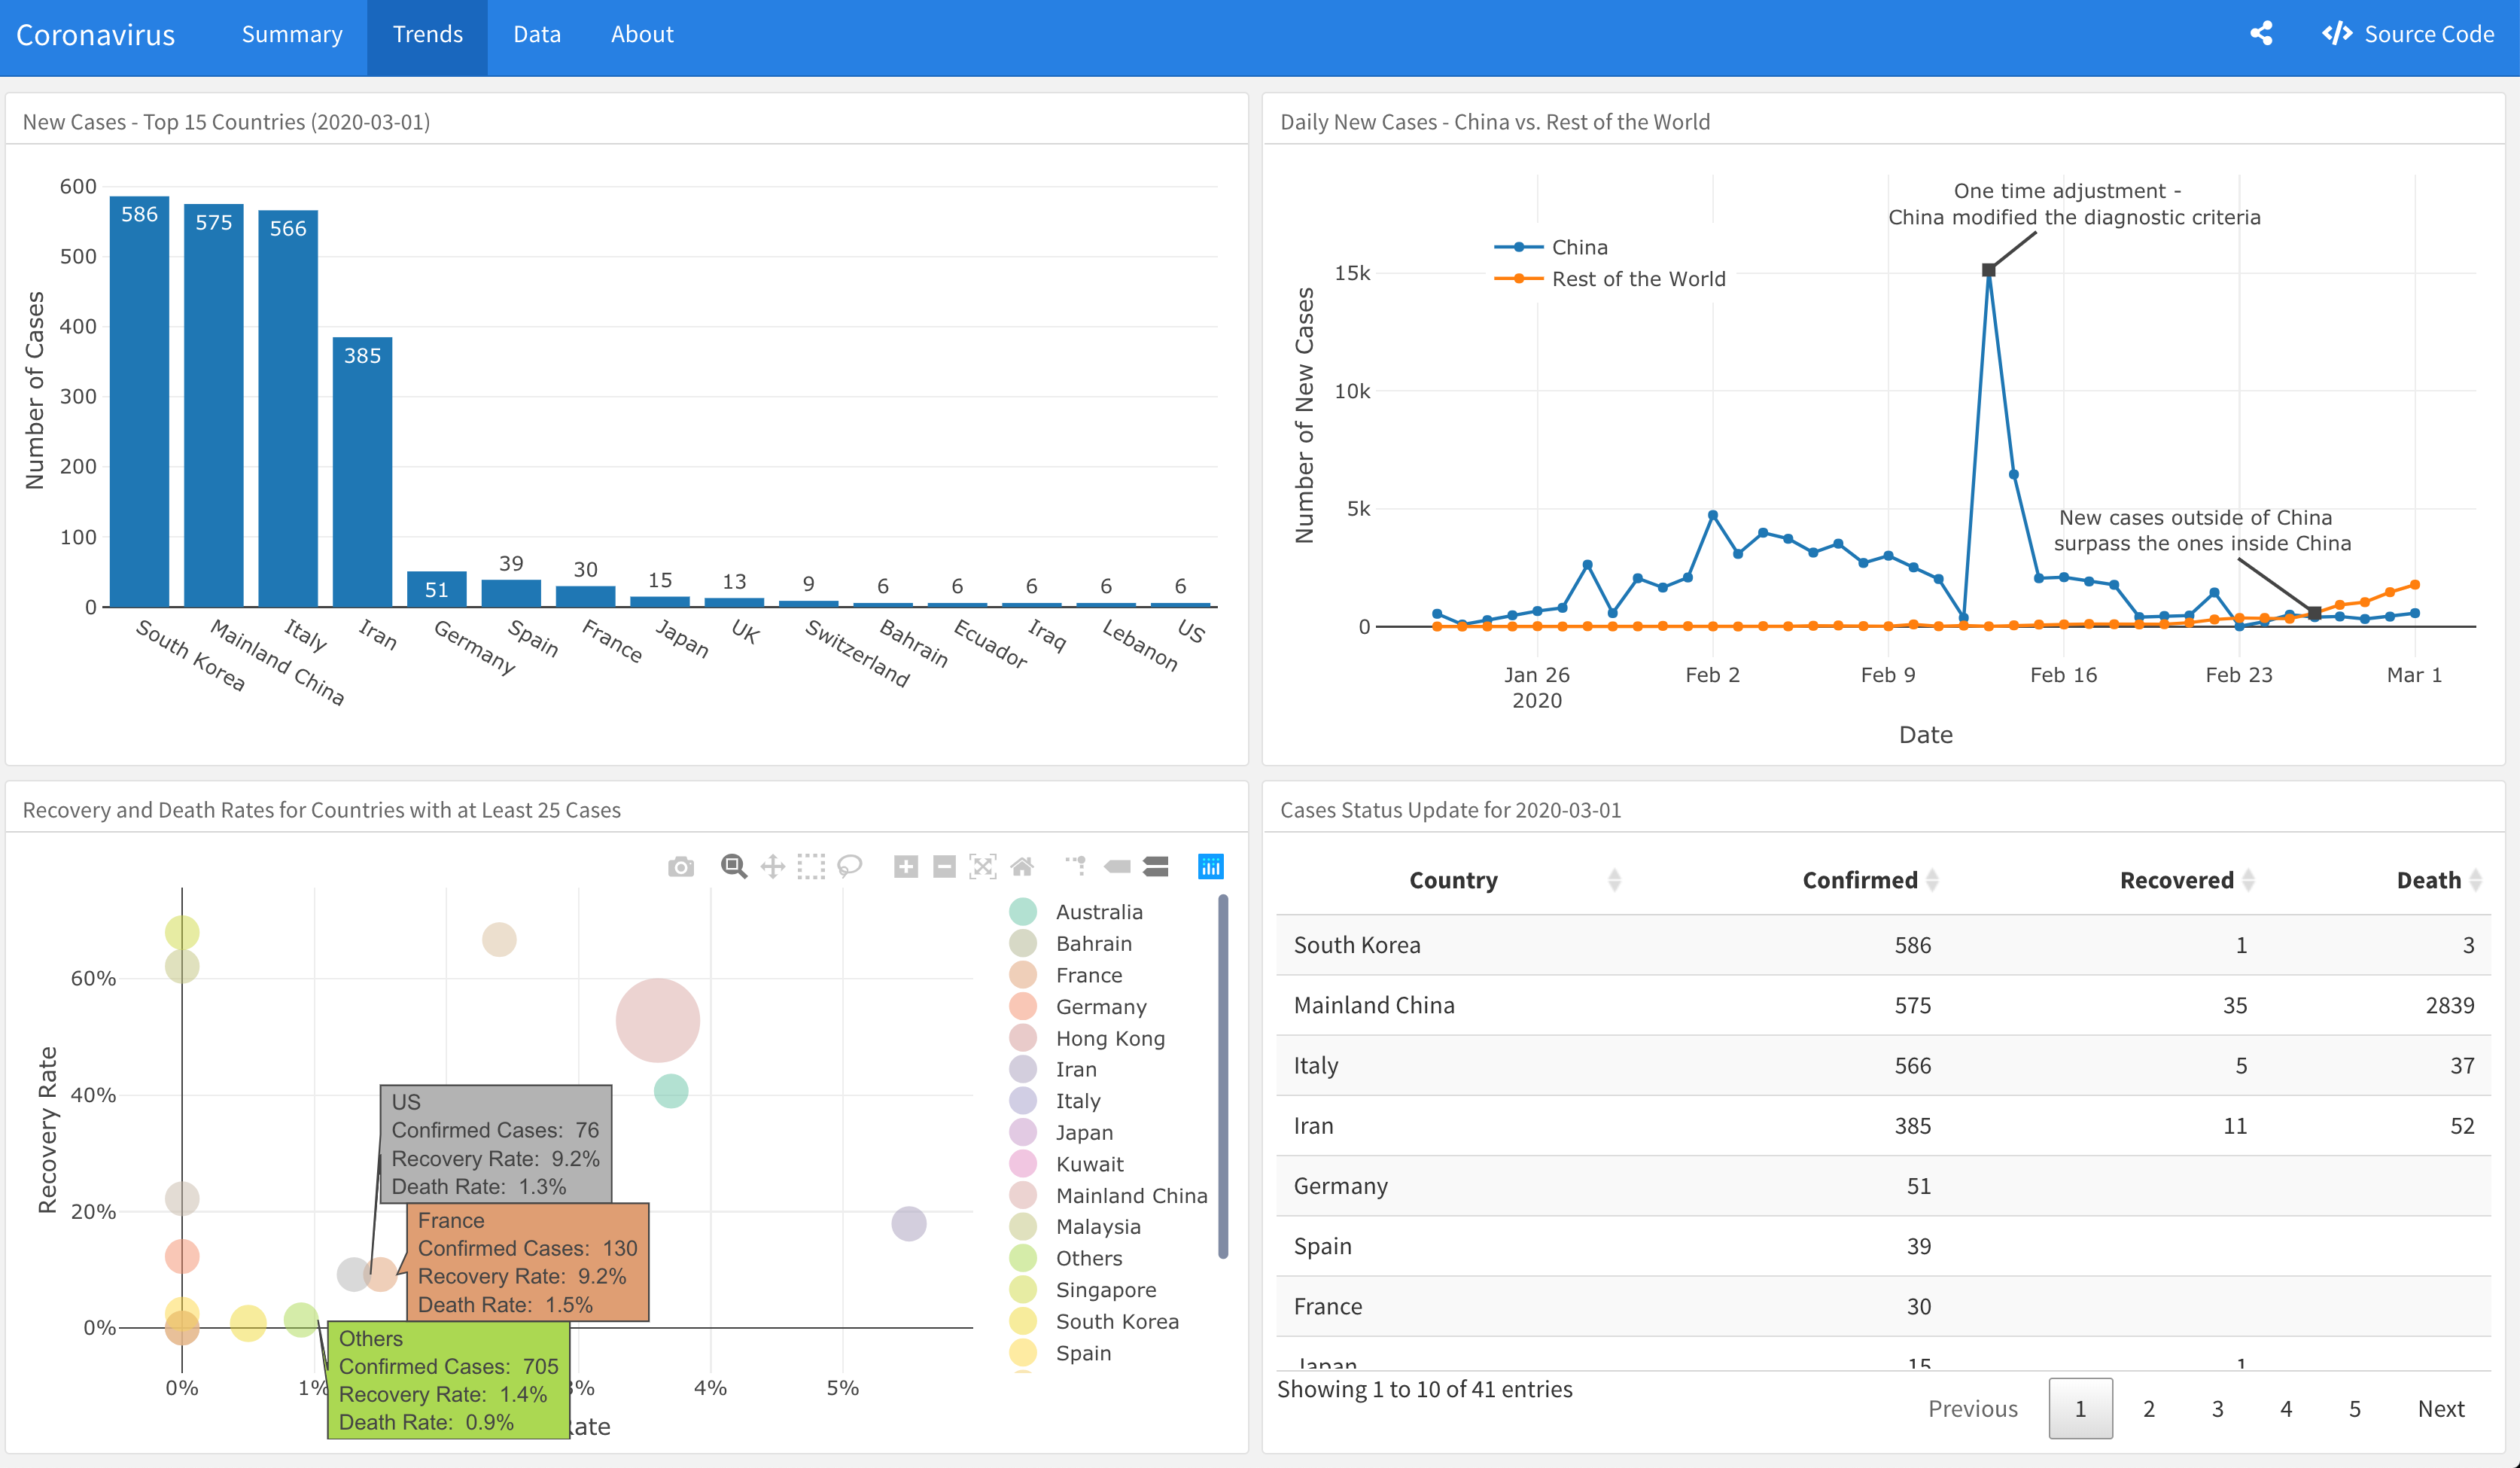 Coronavirus
Summary
Trends
Data
About
Source Code
New Cases - Top 15 Countries (2020-03-01)
Number of Cases
600
500
400
300
200
100
0
586
575
566
385
51
39
30
15
13
9
6
6
6
6
6
South Korea
Mainland China
Italy
Iran
Germany
Spain
France
Japan
UK
Switzerland
Bahrain
Ecuador
Iraq
Lebanon
US
Daily New Cases - China vs. Rest of the World
One time adjustment -
China modified the diagnostic criteria
China
Rest of the World
Number of New Cases
15k
10k
5k
0
New cases outside of China
surpass the ones inside China
Jan 26
2020
Feb 2
Feb 9
Feb 16
Feb 23
Mar 1
Date
Recovery and Death Rates for Countries with at Least 25 Cases
Recovery Rate
60%
40%
20%
0%
US
Confirmed Cases: 76
Recovery Rate: 9.2%
Death Rate: 1.3%
France
Confirmed Cases: 130
Recovery Rate: 9.2%
Death Rate: 1.5%
Others
Confirmed Cases: 705
Recovery Rate: 1.4%
Death Rate: 0.9%
0%
1%
3%
4%
5%
Rate
Australia
Bahrain
France
Germany
Hong Kong
Iran
Italy
Japan
Kuwait
Mainland China
Malaysia
Others
Singapore
South Korea
Spain
Cases Status Update for 2020-03-01
Country Confirmed Recovered Death
South Korea 586 1 3
Mainland China 575 35 2839
Italy 566 5 37
Iran 385 11 52
Germany 51
Spain 39
France 30
Japan 15 1
Showing 1 to 10 of 41 entries
Previous 1 2 3 4 5 Next